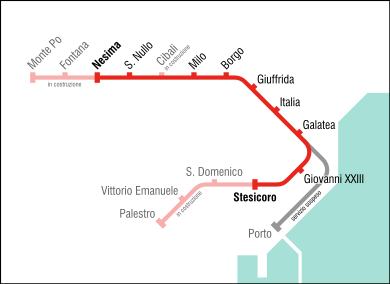 Monte Po
Fontana
in costruzione
Nesima
S. Nullo
Cibali
in costruzione
Milo
Borgo
Giuffrida
Italia
Galatea
Giovanni XXIII
servizio sospeso
Porto
Stesicoro
S. Domenico
in costruzione
Vittorio Emanuele
Palestro